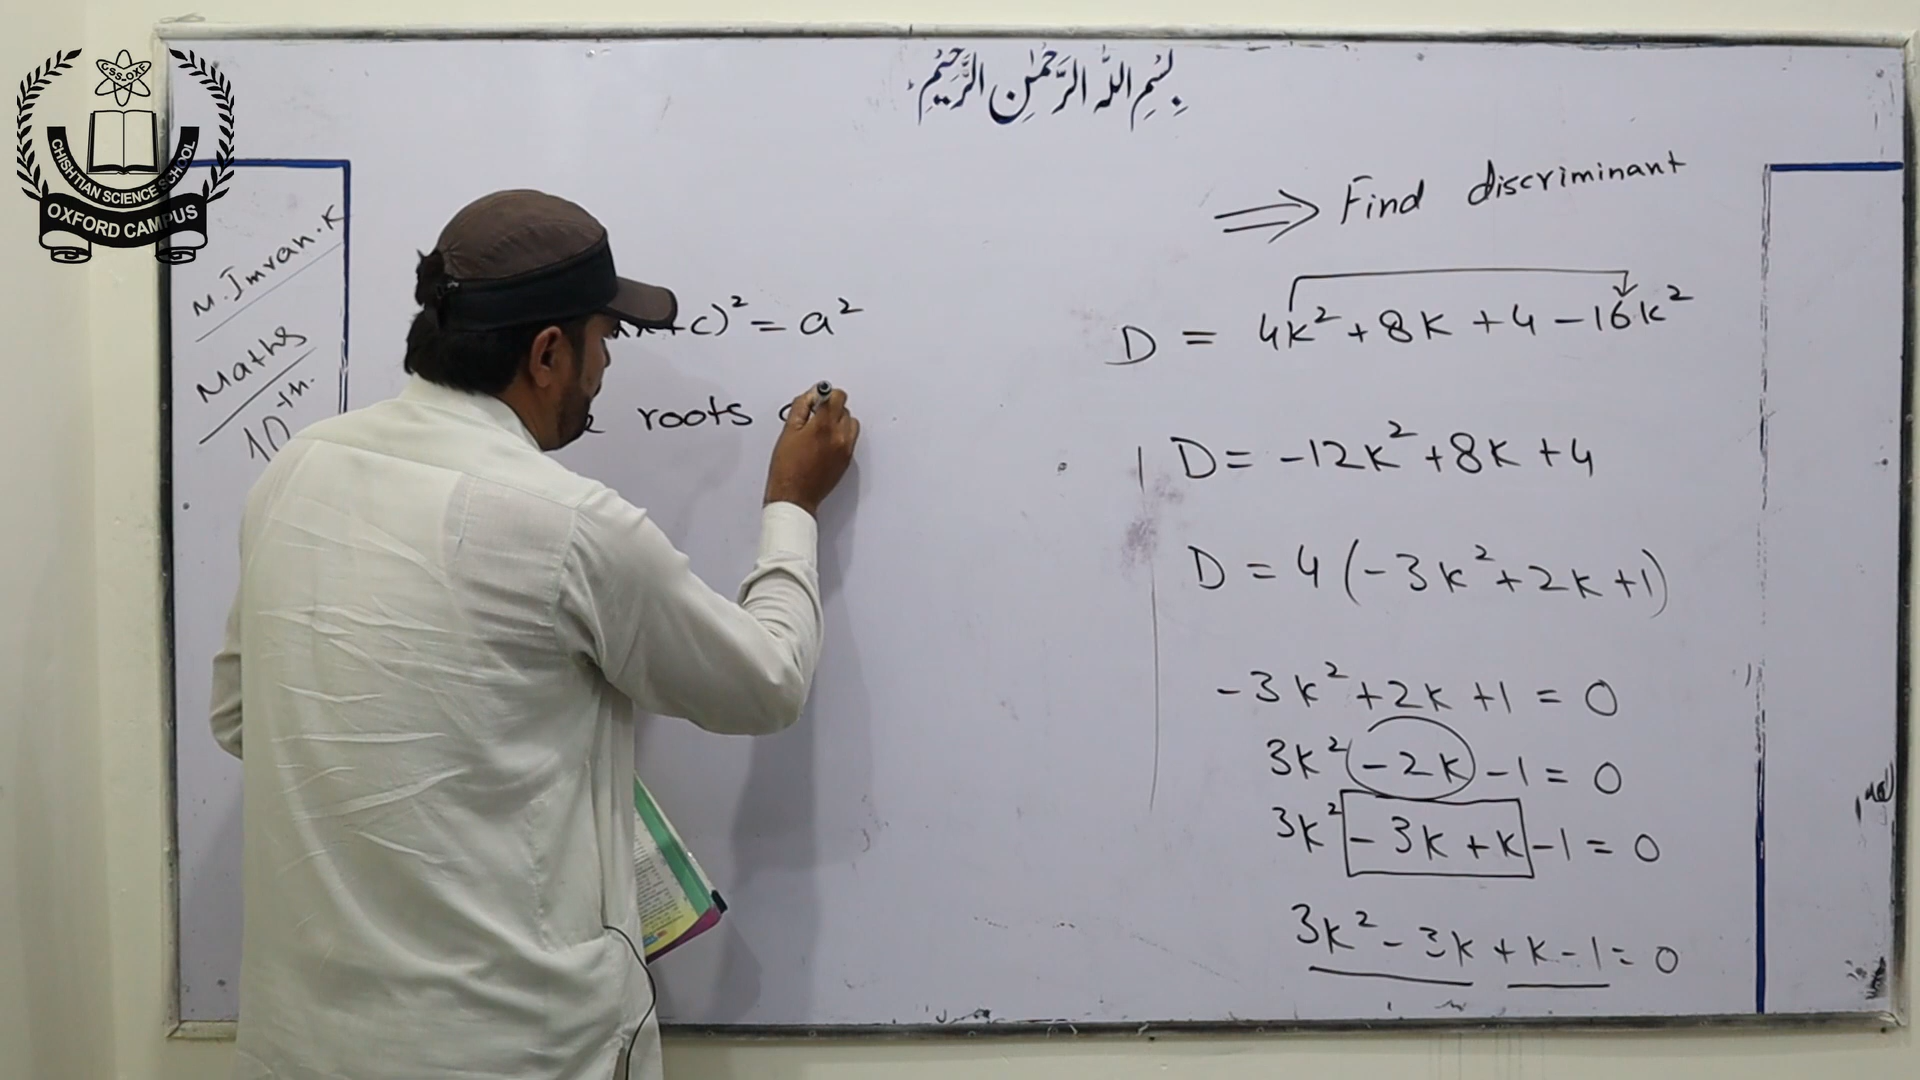 CSS-OXF
CHISHTIAN SCIENCE SCHOOL
OXFORD CAMPUS
بِسْمِ اللّٰهِ الرَّحْمٰنِ الرَّحِيْمِ
M. Imran. K
Maths
10th.
x+c)² = a²
roots
⇒ Find discriminant
D = 4k² + 8k + 4 - 16k²
D = -12k² + 8k + 4
D = 4(-3k² + 2k + 1)
-3k² + 2k + 1 = 0
3k² - 2k - 1 = 0
3k² - 3k + k - 1 = 0
3k² - 3k + k - 1 = 0